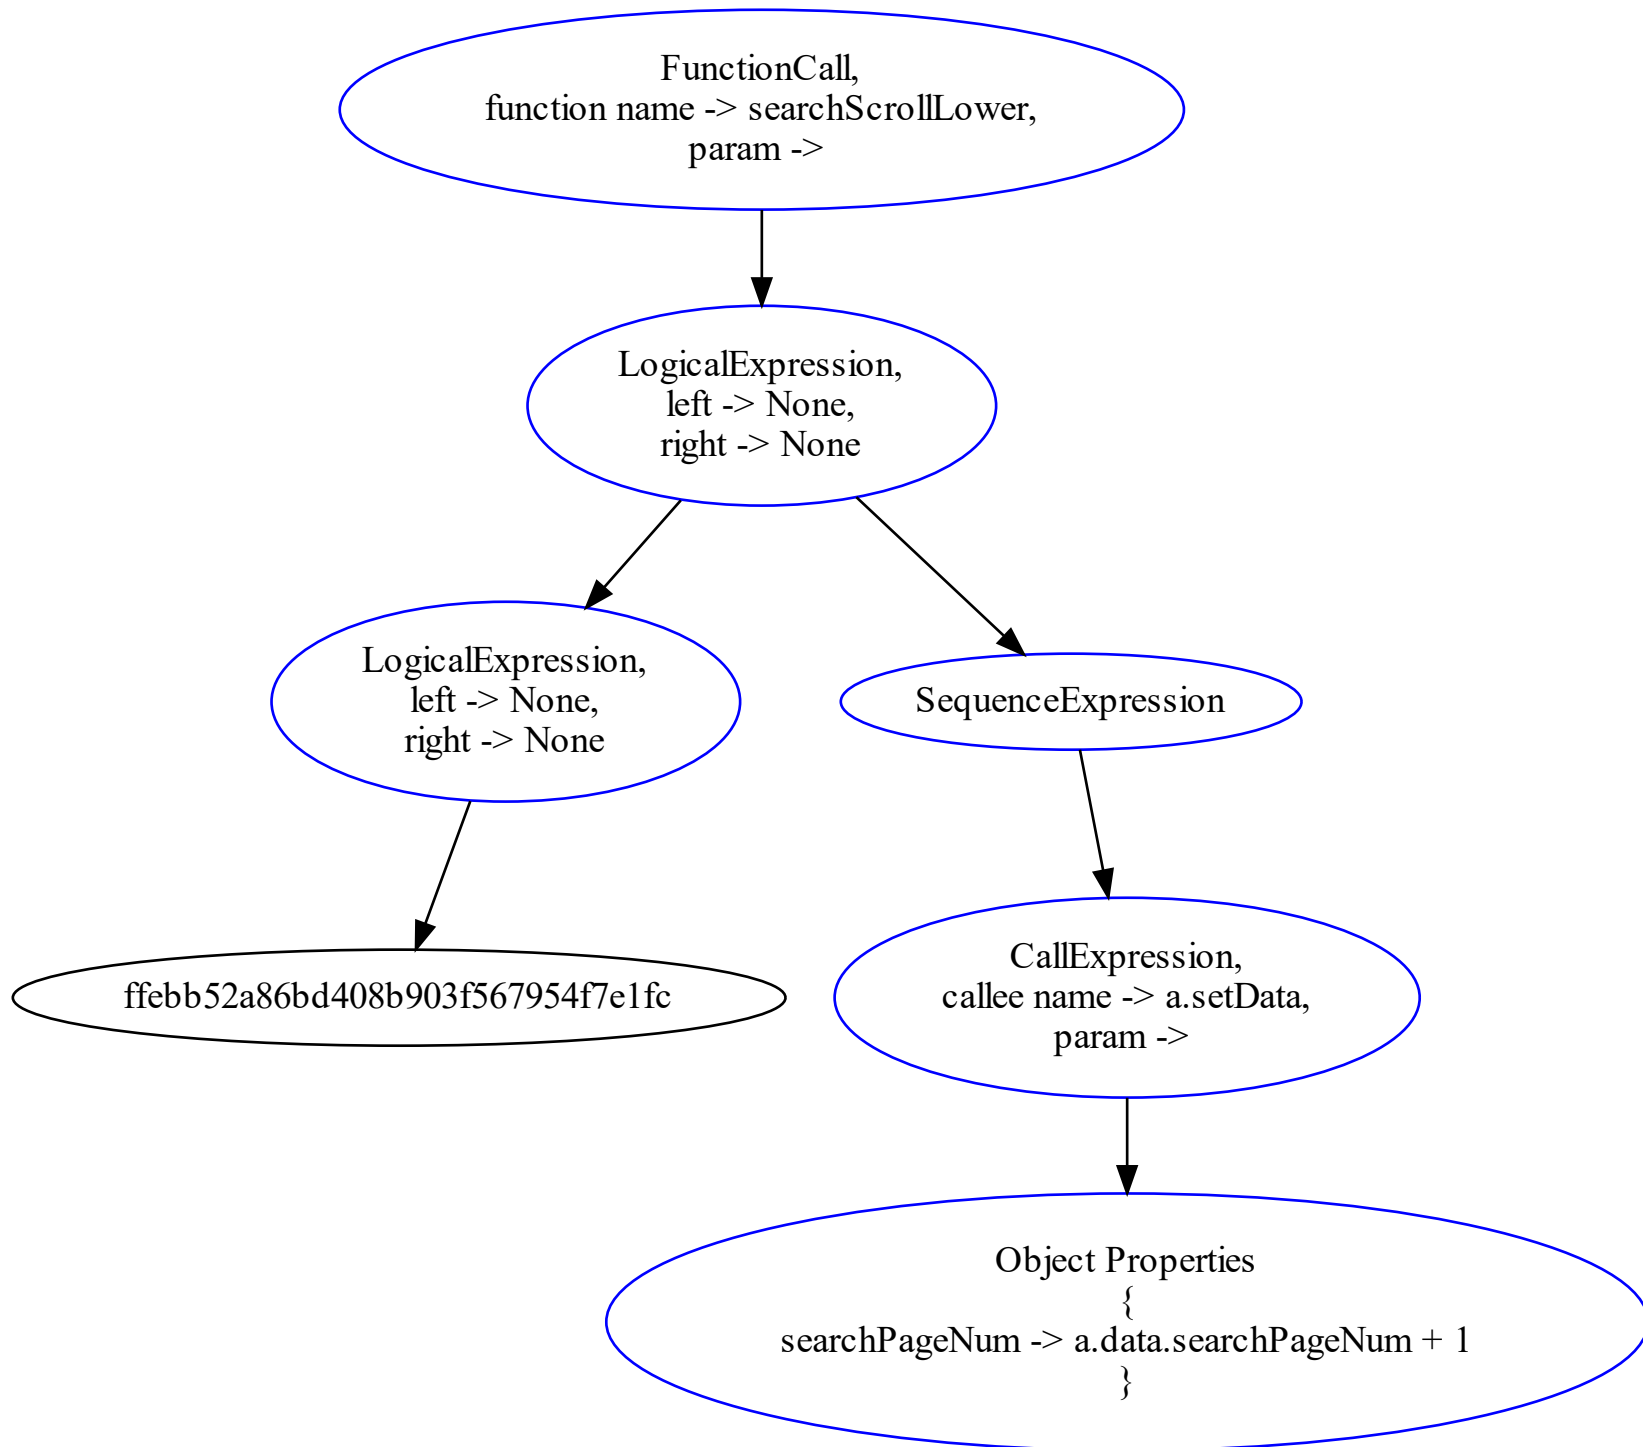 FunctionCall,
function name -> searchScrollLower,
param ->
LogicalExpression,
left -> None,
right -> None
LogicalExpression,
left -> None,
right -> None
SequenceExpression
ffebb52a86bd408b903f567954f7e1fc
CallExpression,
callee name -> a.setData,
param ->
Object Properties
{
searchPageNum -> a.data.searchPageNum + 1
}